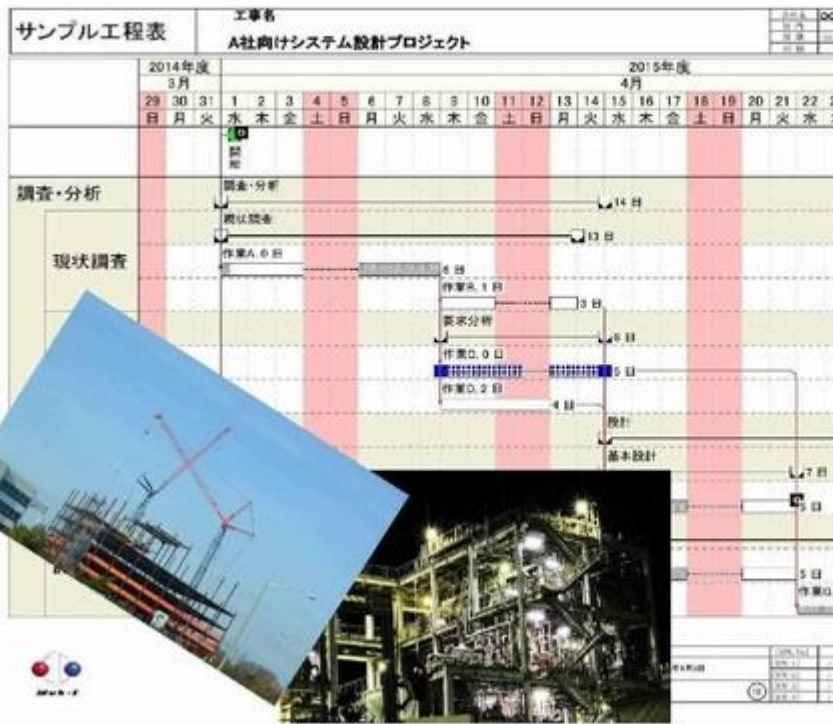 サンプル工程表
工事名
A社向けシステム設計プロジェクト
2014年度
2015年度
3月
4月
29 30 31 1 2 3 4 5 6 7 8 9 10 11 12 13 14 15 16 17 18 19 20 21 22
日 月 火 水 木 金 土 日 月 火 水 木 金 土 日 月 火 水 木 金 土 日 月 火 水
開始
調査・分析
調査・分析
14 日
現状調査
13 日
現状調査
作業A, 0 日
6 日
作業B, 1 日
3 日
要求分析
6 日
作業C, 0 日
5 日
作業D, 2 日
4 日
設計
基本設計
7 日
5 日
5 日